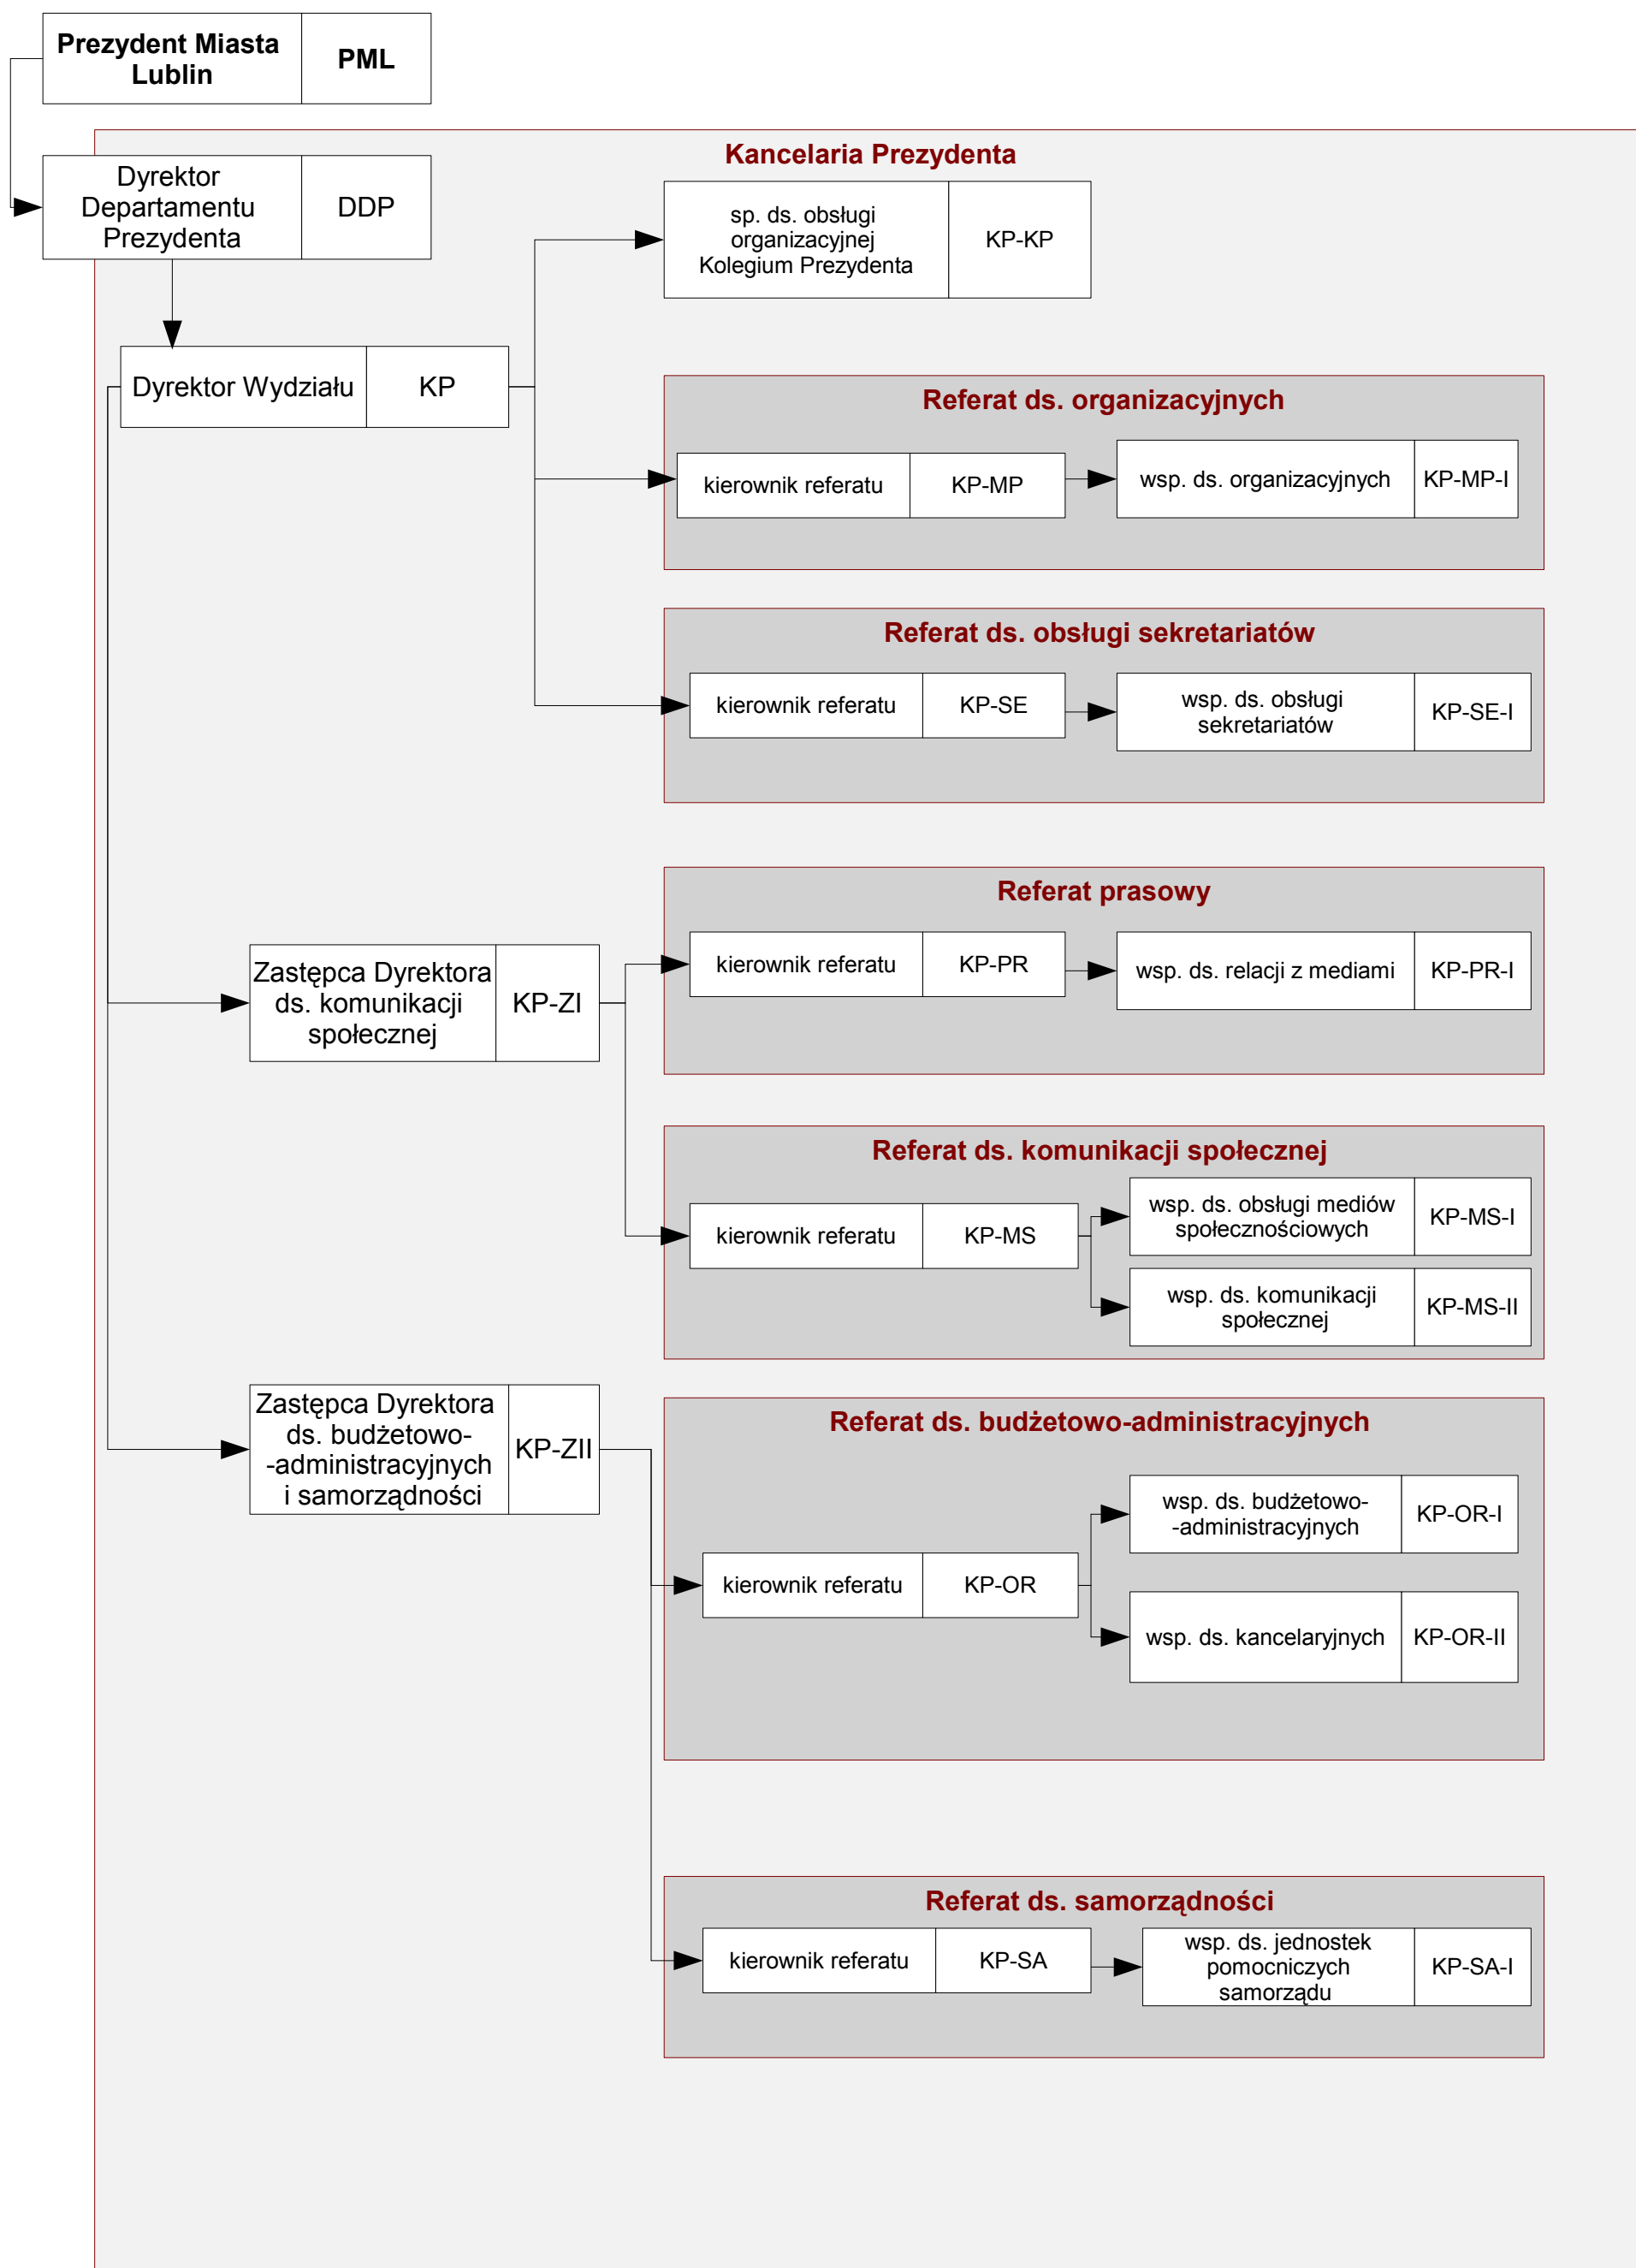 Prezydent Miasta
Lublin
PML
Kancelaria Prezydenta
Dyrektor
Departamentu
Prezydenta
DDP
sp. ds. obsługi
organizacyjnej
Kolegium Prezydenta
KP-KP
Dyrektor Wydziału
KP
Referat ds. organizacyjnych
kierownik referatu
KP-MP
wsp. ds. organizacyjnych
KP-MP-I
Referat ds. obsługi sekretariatów
kierownik referatu
KP-SE
wsp. ds. obsługi
sekretariatów
KP-SE-I
Referat prasowy
kierownik referatu
KP-PR
wsp. ds. relacji z mediami
KP-PR-I
Zastępca Dyrektora
ds. komunikacji
społecznej
KP-ZI
Referat ds. komunikacji społecznej
kierownik referatu
KP-MS
wsp. ds. obsługi mediów
społecznościowych
KP-MS-I
wsp. ds. komunikacji
społecznej
KP-MS-II
Zastępca Dyrektora
ds. budżetowo-
-administracyjnych
i samorządności
KP-ZII
Referat ds. budżetowo-administracyjnych
kierownik referatu
KP-OR
wsp. ds. budżetowo-
-administracyjnych
KP-OR-I
wsp. ds. kancelaryjnych
KP-OR-II
Referat ds. samorządności
kierownik referatu
KP-SA
wsp. ds. jednostek
pomocniczych
samorządu
KP-SA-I